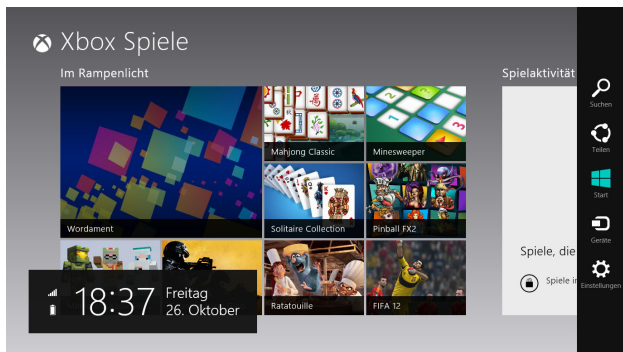 Xbox Spiele
Im Rampenlicht
Spielaktivität
Mahjong Classic
Minesweeper
Wordament
Solitaire Collection
Pinball FX2
Ratatouille
FIFA 12
Spiele, die
Spiele in
18:37
Freitag
26. Oktober
Suchen
Teilen
Start
Geräte
Einstellungen